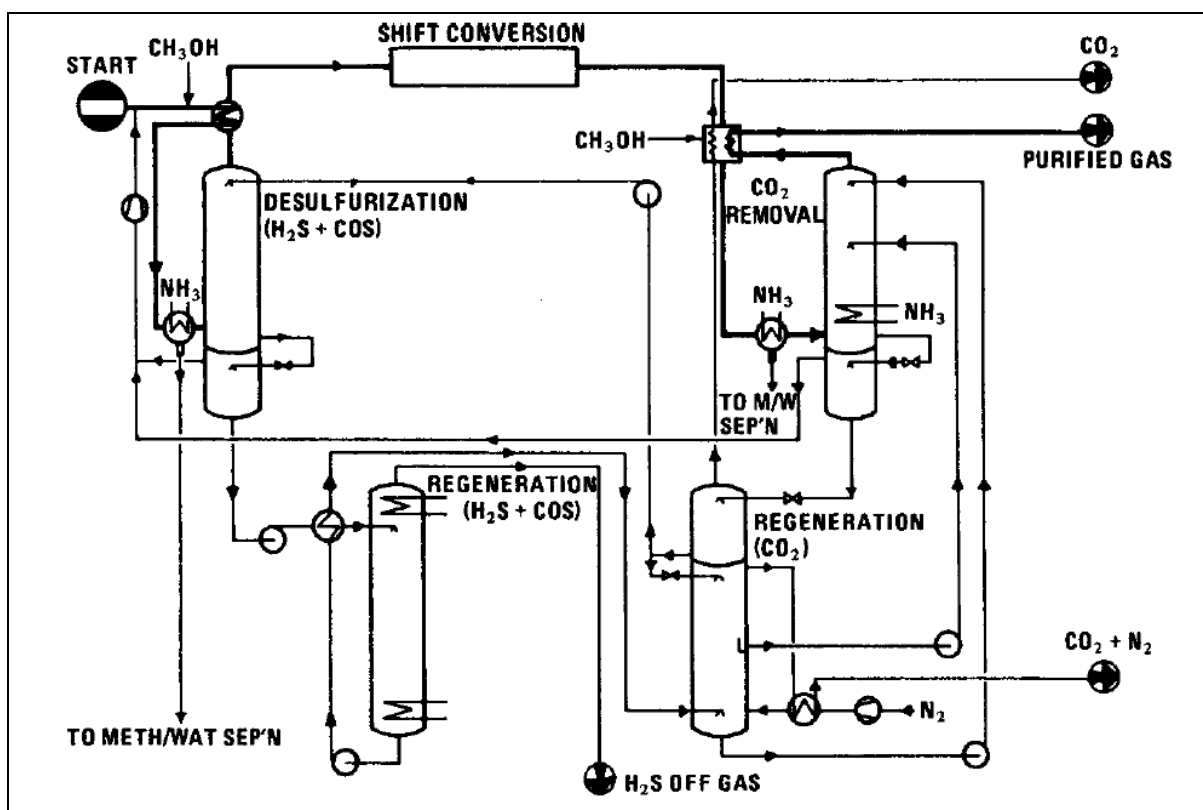 SHIFT CONVERSION
CH₃OH
START
CO₂
CH₃OH
PURIFIED GAS
DESULFURIZATION
(H₂S + COS)
CO₂
REMOVAL
NH₃
NH₃
NH₃
TO M/W
SEP'N
REGENERATION
(H₂S + COS)
REGENERATION
(CO₂)
CO₂ + N₂
N₂
TO METH/WAT SEP'N
H₂S OFF GAS